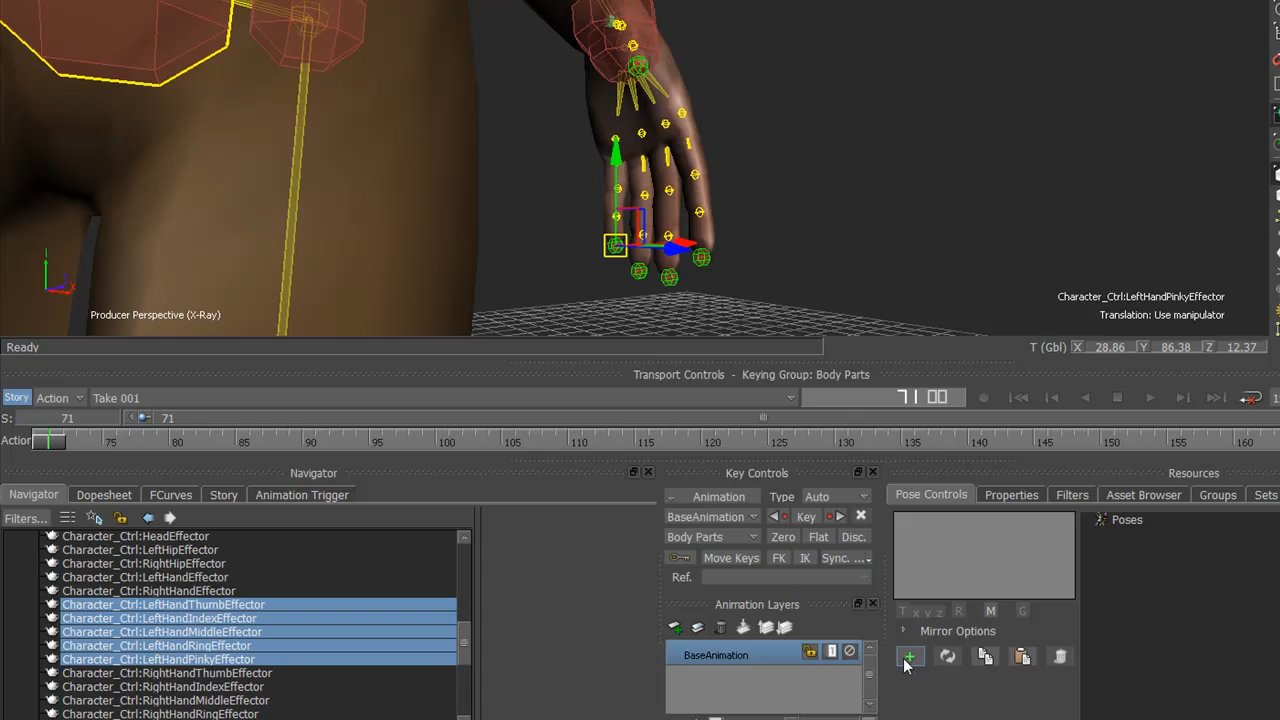 Producer Perspective (X-Ray)
Character_Ctrl:LeftHandPinkyEffector
Translation: Use manipulator
Ready
T (Gbl) X 28.86 Y 86.38 Z 12.37
Transport Controls - Keying Group: Body Parts
Story Action Take 001 71 00
S: 71 71
Action 75 80 85 90 95 100 105 110 115 120 125 130 135 140 145 150 155 160
Navigator Key Controls Resources
Navigator Dopesheet FCurves Story Animation Trigger
Animation Type Auto
Pose Controls Properties Filters Asset Browser Groups Sets
Filters...
BaseAnimation Key
Poses
Body Parts Zero Flat Disc.
Move Keys FK IK Sync. ...
Ref.
Character_Ctrl:HeadEffector
Character_Ctrl:LeftHipEffector
Character_Ctrl:RightHipEffector
Character_Ctrl:LeftHandEffector
Character_Ctrl:RightHandEffector
Character_Ctrl:LeftHandThumbEffector
Character_Ctrl:LeftHandIndexEffector
Character_Ctrl:LeftHandMiddleEffector
Character_Ctrl:LeftHandRingEffector
Character_Ctrl:LeftHandPinkyEffector
Character_Ctrl:RightHandThumbEffector
Character_Ctrl:RightHandIndexEffector
Character_Ctrl:RightHandMiddleEffector
Character_Ctrl:RightHandRingEffector
Animation Layers
BaseAnimation 1
T x y z R M G
Mirror Options